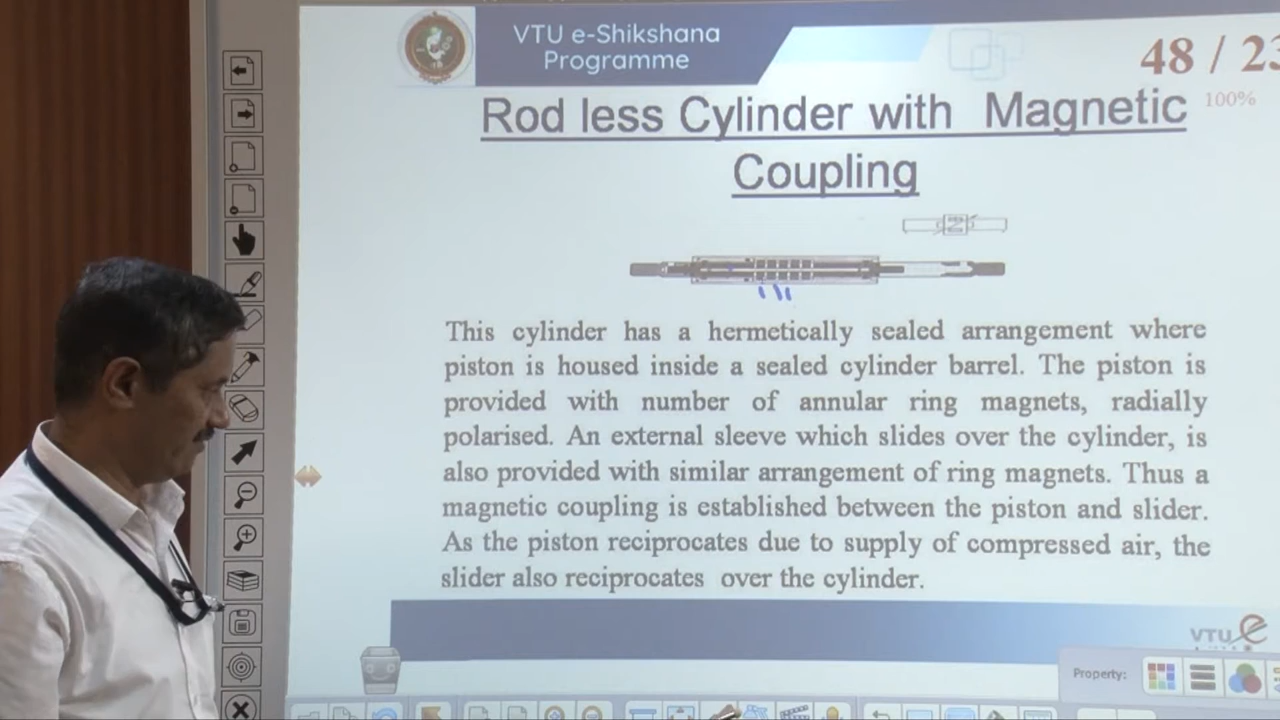 VTU e-Shikshana
Programme
48 / 23
100%
Rod less Cylinder with Magnetic
Coupling
This cylinder has a hermetically sealed arrangement where
piston is housed inside a sealed cylinder barrel. The piston is
provided with number of annular ring magnets, radially
polarised. An external sleeve which slides over the cylinder, is
also provided with similar arrangement of ring magnets. Thus a
magnetic coupling is established between the piston and slider.
As the piston reciprocates due to supply of compressed air, the
slider also reciprocates over the cylinder.
VTU e
Property: